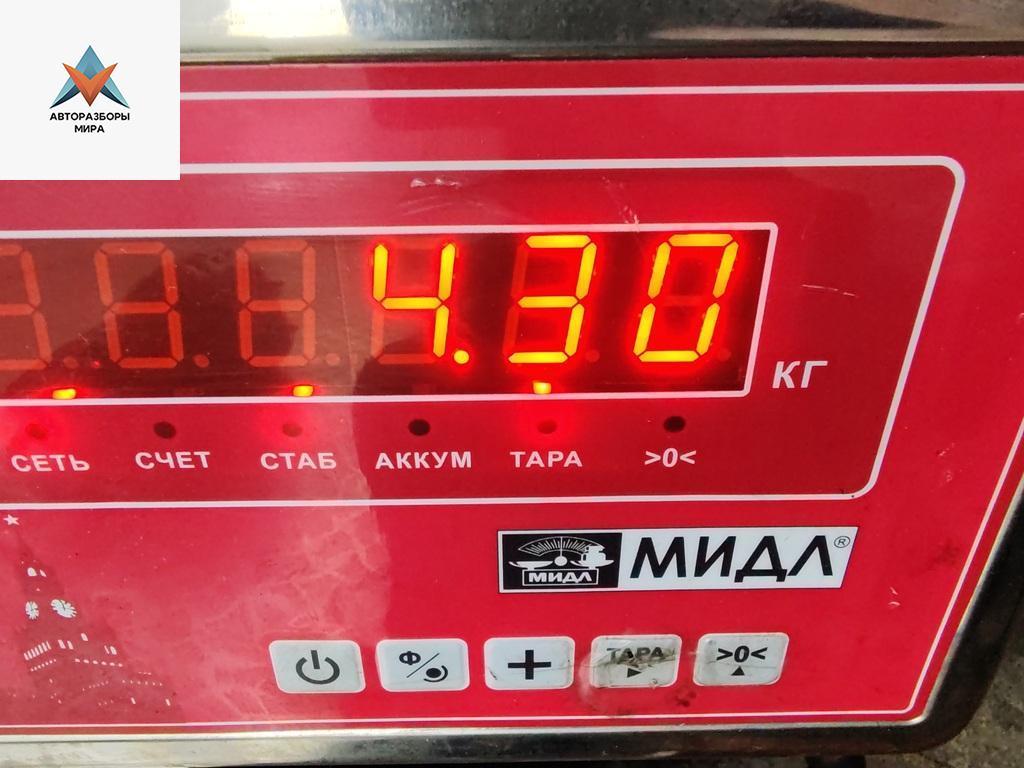 АВТОРАЗБОРЫ
МИРА
4.30
КГ
СЕТЬ СЧЕТ СТАБ АККУМ ТАРА >0<
МИДЛ МИДЛ®
Ф + ТАРА >0<